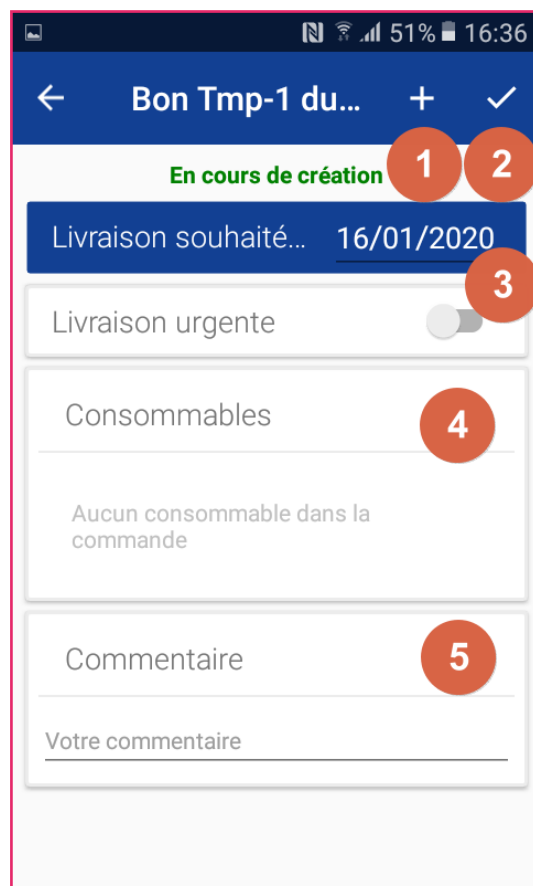 51% 16:36
Bon Tmp-1 du...
En cours de création
1
2
Livraison souhaité... 16/01/2020
3
Livraison urgente
Consommables
4
Aucun consommable dans la
commande
Commentaire
5
Votre commentaire